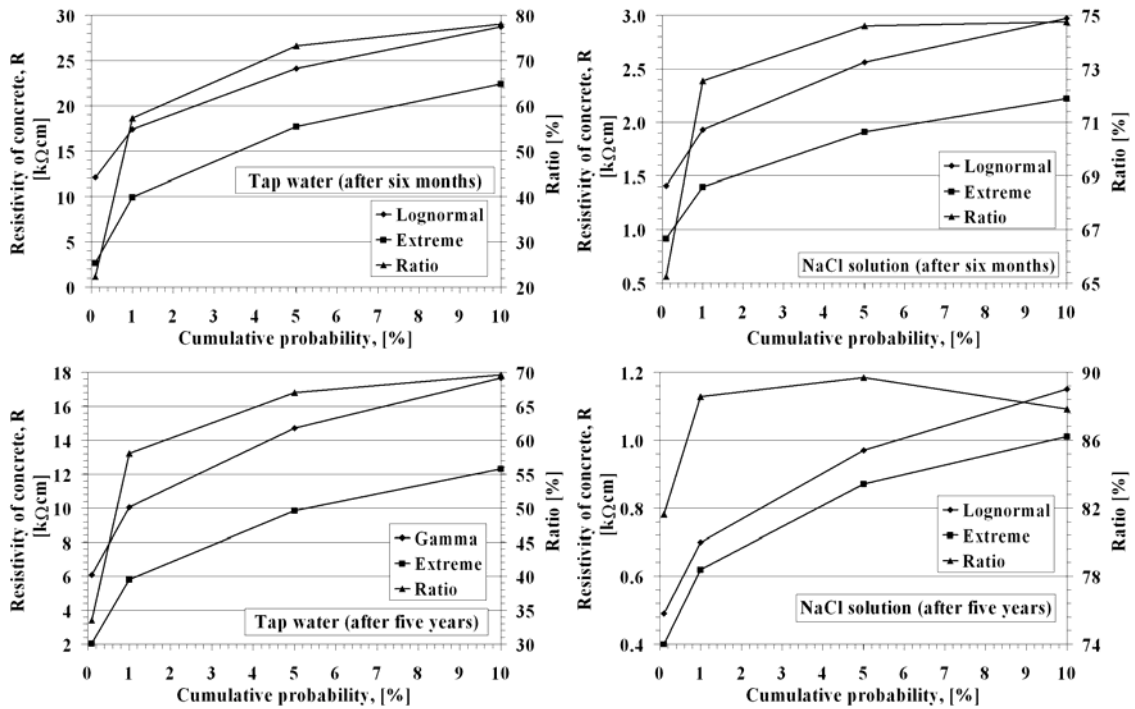 Resistivity of concrete, R
[kΩcm]
30
25
20
15
10
5
0
80
70
60
50
40
30
20
Ratio [%]
Tap water (after six months)
Lognormal
Extreme
Ratio
0 1 2 3 4 5 6 7 8 9 10
Cumulative probability, [%]
Resistivity of concrete, R
[kΩcm]
3.0
2.5
2.0
1.5
1.0
0.5
75
73
71
69
67
65
Ratio [%]
Lognormal
Extreme
Ratio
NaCl solution (after six months)
0 1 2 3 4 5 6 7 8 9 10
Cumulative probability, [%]
Resistivity of concrete, R
[kΩcm]
18
16
14
12
10
8
6
4
2
70
65
60
55
50
45
40
35
30
Ratio [%]
Gamma
Extreme
Ratio
Tap water (after five years)
0 1 2 3 4 5 6 7 8 9 10
Cumulative probability, [%]
Resistivity of concrete, R
[kΩcm]
1.2
1.0
0.8
0.6
0.4
90
86
82
78
74
Ratio [%]
Lognormal
Extreme
Ratio
NaCl solution (after five years)
0 1 2 3 4 5 6 7 8 9 10
Cumulative probability, [%]